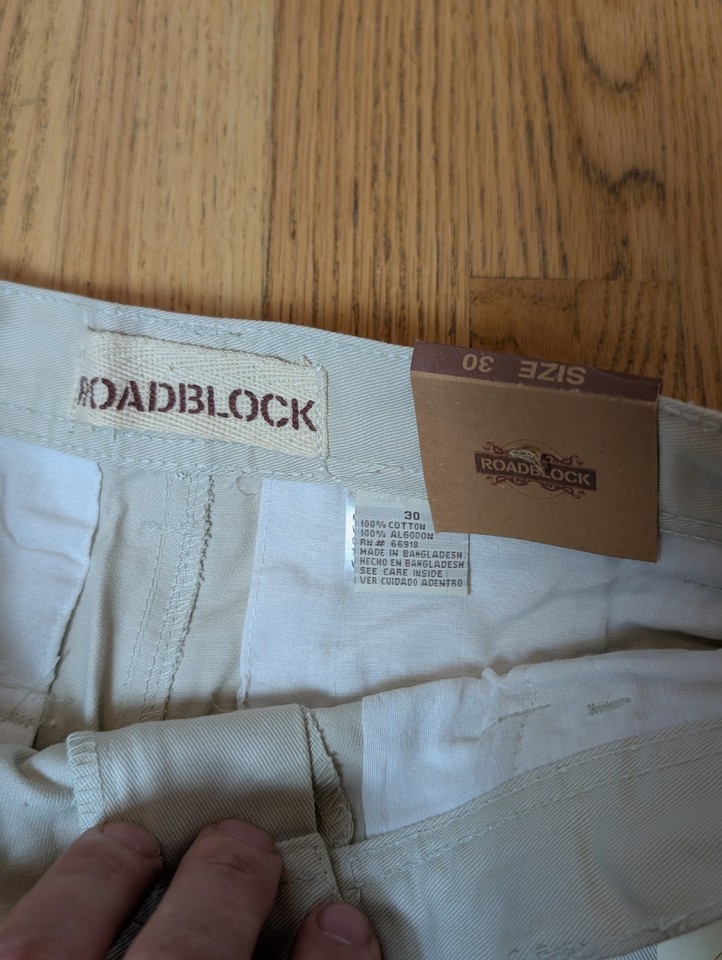 ROADBLOCK
SIZE 30
ROADBLOCK
30
100% COTTON
100% ALGODON
RN# 66918
MADE IN BANGLADESH
HECHO EN BANGLADESH
SEE CARE INSIDE
VER CUIDADO ADENTRO